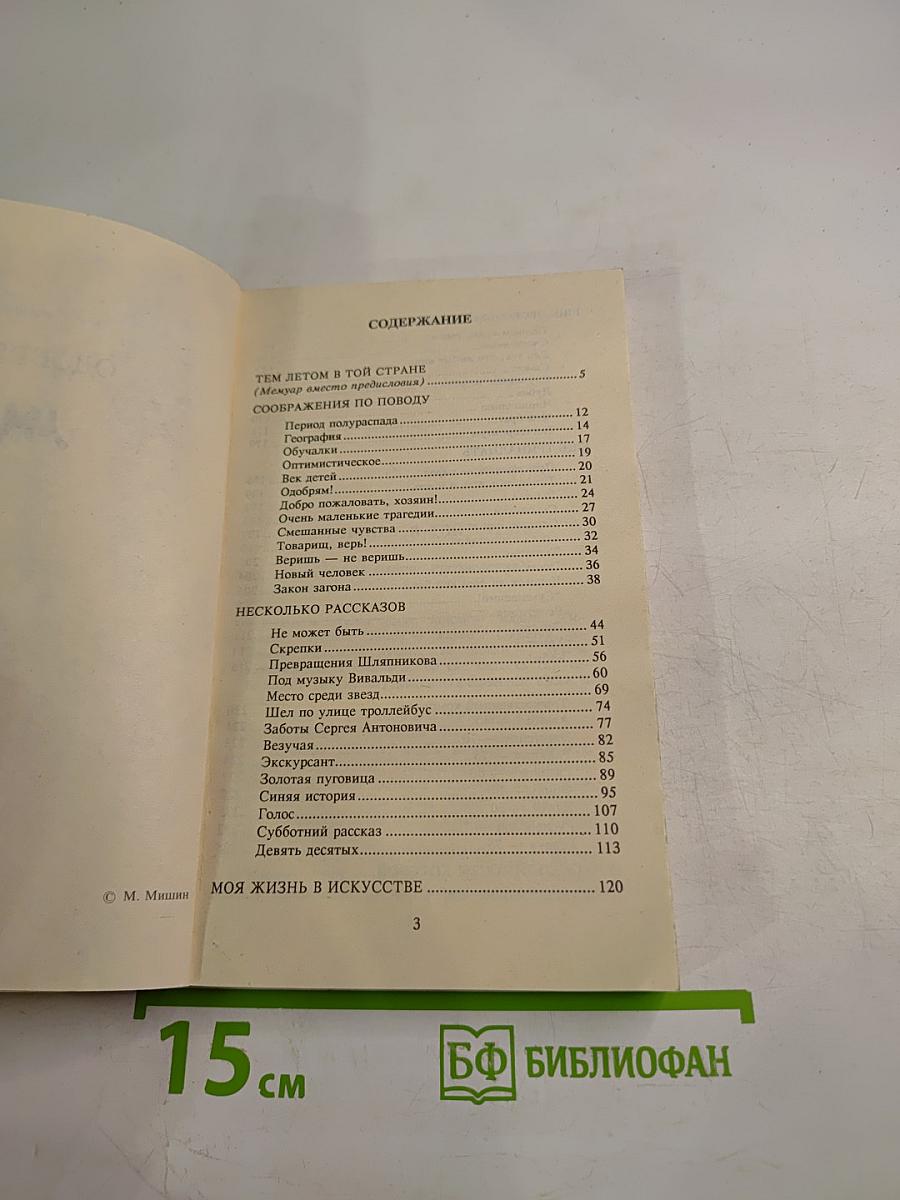 СОДЕРЖАНИЕ
ТЕМ ЛЕТОМ В ТОЙ СТРАНЕ
(Мемуар вместо предисловия) ........ 5
СООБРАЖЕНИЯ ПО ПОВОДУ
Период полураспада ........ 12
География ........ 14
Обучалки ........ 17
Оптимистическое ........ 19
Век детей ........ 20
Одобрям! ........ 21
Добро пожаловать, хозяин! ........ 24
Очень маленькие трагедии ........ 27
Смешанные чувства ........ 30
Товарищ, верь! ........ 32
Веришь — не веришь ........ 34
Новый человек ........ 36
Закон загона ........ 38
НЕСКОЛЬКО РАССКАЗОВ
Не может быть ........ 44
Скрепки ........ 51
Превращения Шляпникова ........ 56
Под музыку Вивальди ........ 60
Место среди звезд ........ 69
Шел по улице троллейбус ........ 74
Заботы Сергея Антоновича ........ 77
Везучая ........ 82
Экскурсант ........ 85
Золотая пуговица ........ 89
Синяя история ........ 95
Голос ........ 107
Субботний рассказ ........ 110
Девять десятых ........ 113
МОЯ ЖИЗНЬ В ИСКУССТВЕ ........ 120
3
© М. Мишин
15 см
БФ БИБЛИОФАН